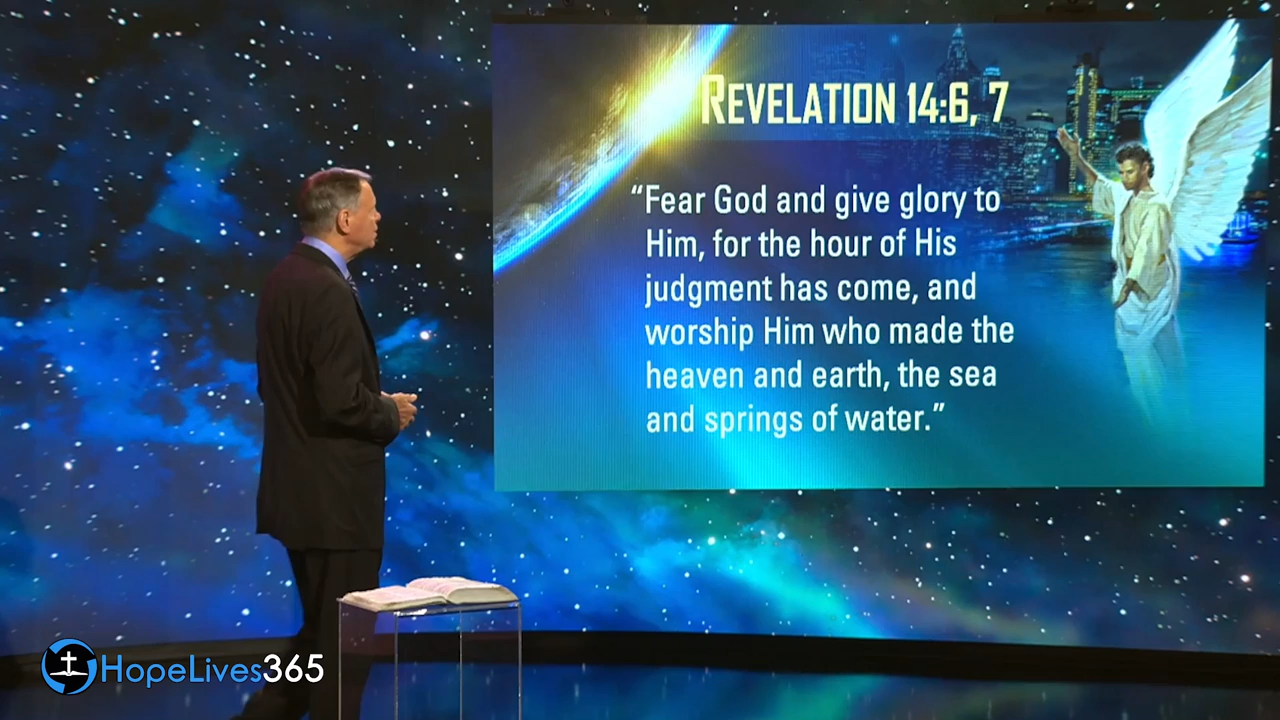 REVELATION 14:6, 7
“Fear God and give glory to
Him, for the hour of His
judgment has come, and
worship Him who made the
heaven and earth, the sea
and springs of water.”
HopeLives365